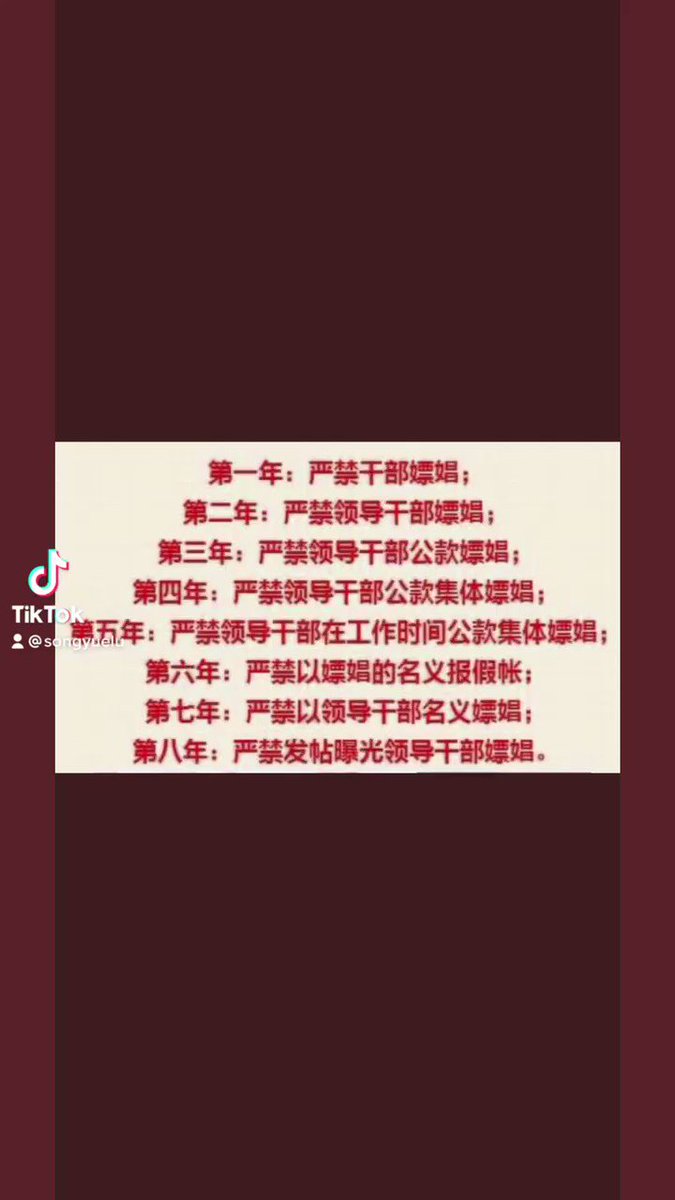 第一年：严禁干部嫖娼；
第二年：严禁领导干部嫖娼；
第三年：严禁领导干部公款嫖娼；
第四年：严禁领导干部公款集体嫖娼；
第五年：严禁领导干部在工作时间公款集体嫖娼；
第六年：严禁以嫖娼的名义报假帐；
第七年：严禁以领导干部名义嫖娼；
第八年：严禁发帖曝光领导干部嫖娼。
TikTok
@songyuelu